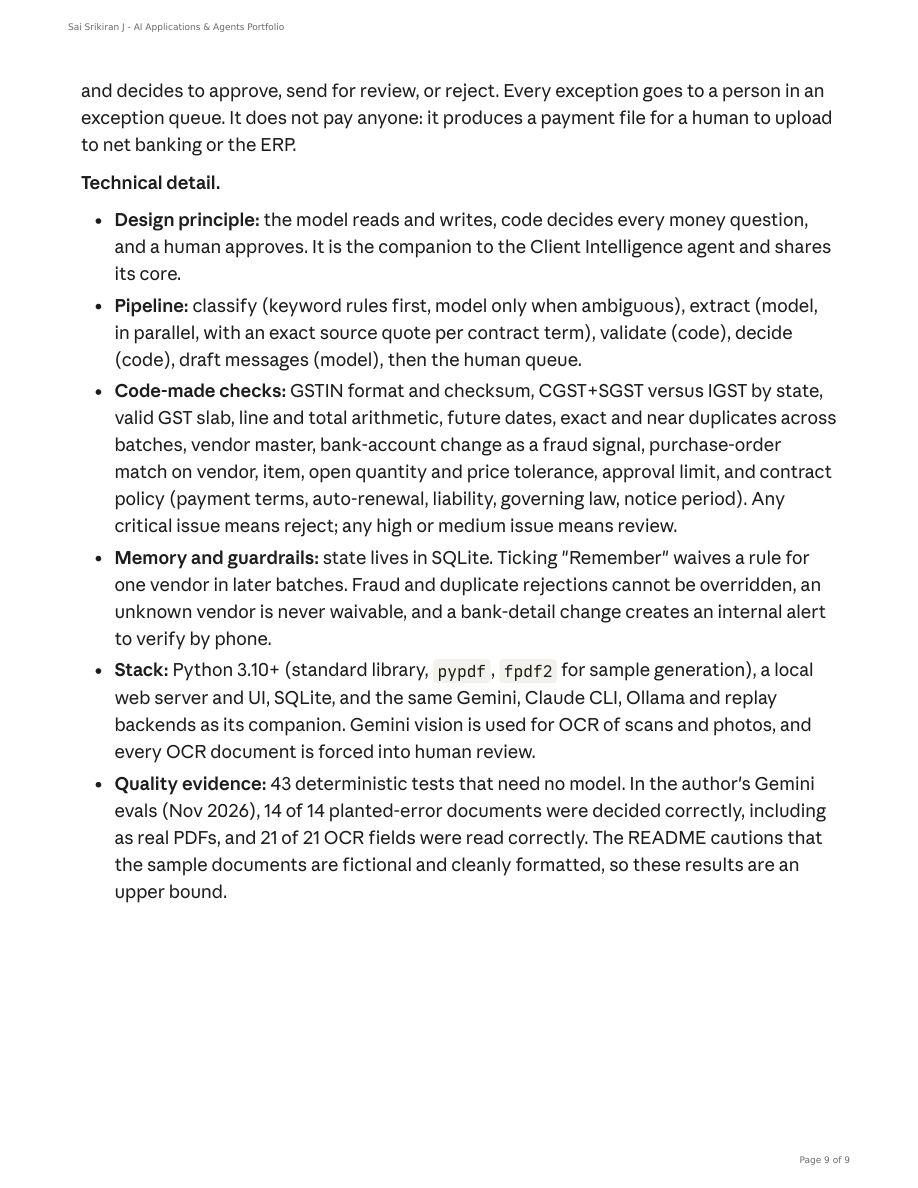 Sai Srikiran J - AI Applications & Agents Portfolio
and decides to approve, send for review, or reject. Every exception goes to a person in an
exception queue. It does not pay anyone: it produces a payment file for a human to upload
to net banking or the ERP.
Technical detail.
• Design principle: the model reads and writes, code decides every money question,
and a human approves. It is the companion to the Client Intelligence agent and shares
its core.
• Pipeline: classify (keyword rules first, model only when ambiguous), extract (model,
in parallel, with an exact source quote per contract term), validate (code), decide
(code), draft messages (model), then the human queue.
• Code-made checks: GSTIN format and checksum, CGST+SGST versus IGST by state,
valid GST slab, line and total arithmetic, future dates, exact and near duplicates across
batches, vendor master, bank-account change as a fraud signal, purchase-order
match on vendor, item, open quantity and price tolerance, approval limit, and contract
policy (payment terms, auto-renewal, liability, governing law, notice period). Any
critical issue means reject; any high or medium issue means review.
• Memory and guardrails: state lives in SQLite. Ticking "Remember" waives a rule for
one vendor in later batches. Fraud and duplicate rejections cannot be overridden, an
unknown vendor is never waivable, and a bank-detail change creates an internal alert
to verify by phone.
• Stack: Python 3.10+ (standard library, pypdf, fpdf2 for sample generation), a local
web server and UI, SQLite, and the same Gemini, Claude CLI, Ollama and replay
backends as its companion. Gemini vision is used for OCR of scans and photos, and
every OCR document is forced into human review.
• Quality evidence: 43 deterministic tests that need no model. In the author's Gemini
evals (Nov 2026), 14 of 14 planted-error documents were decided correctly, including
as real PDFs, and 21 of 21 OCR fields were read correctly. The README cautions that
the sample documents are fictional and cleanly formatted, so these results are an
upper bound.
Page 9 of 9